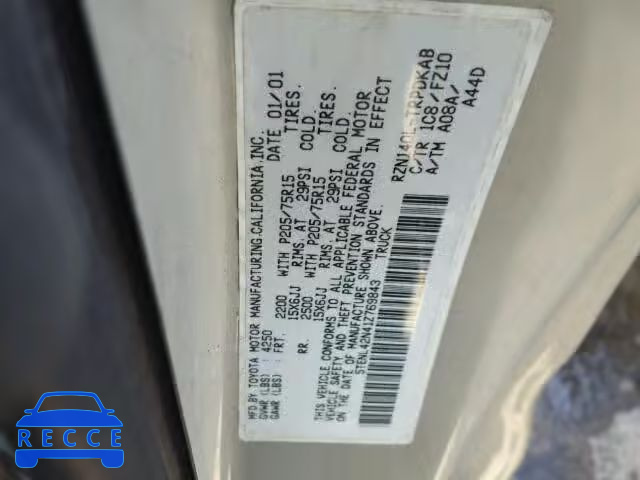 MFD.BY TOYOTA MOTOR MANUFACTURING.CALIFORNIA,INC.
GVWR (LBS) : 4250 DATE 01/01
GAWR (LBS) : FRT. 2200 WITH P205/75R15 TIRES.
15X6JJ RIMS. AT 29PSI COLD.
RR. 2500 WITH P205/75R15 TIRES.
15X6JJ RIMS. AT 29PSI COLD.
THIS VEHICLE CONFORMS TO ALL APPLICABLE FEDERAL MOTOR
VEHICLE SAFETY AND THEFT PREVENTION STANDARDS IN EFFECT
ON THE DATE OF MANUFACTURE SHOWN ABOVE.
5TENL42N41Z769843 TRUCK
RZN140L-TRPDKAB
C/TR 1C8/FZ10
A/TM A08A/
A44D
RECCE